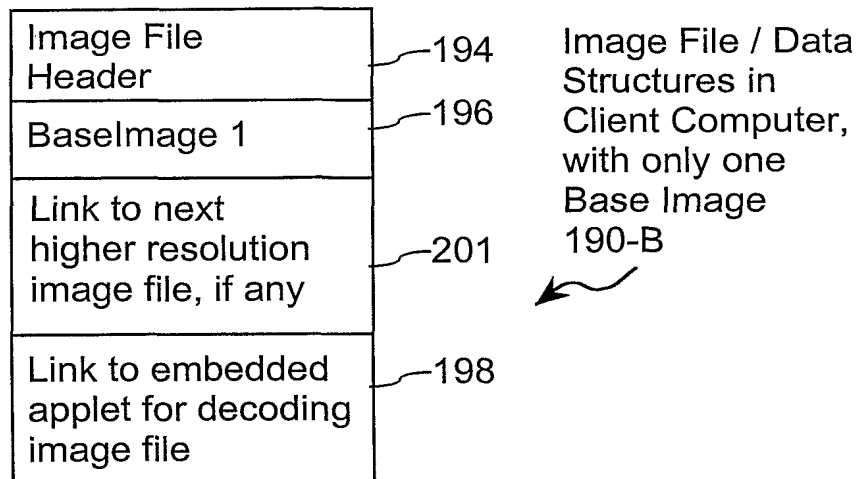 Image File
Header
194
BaseImage 1
196
Link to next
higher resolution
image file, if any
201
Link to embedded
applet for decoding
image file
198
Image File / Data
Structures in
Client Computer,
with only one
Base Image
190-B